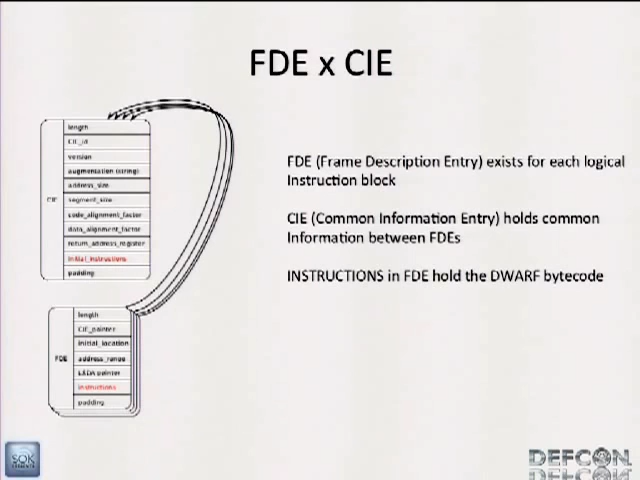 FDE x CIE
length
CIE_id
version
augmentation (string)
address_size
CIE
segment_size
code_alignment_factor
data_alignment_factor
return_address_register
initial_instructions
padding
length
CIE_pointer
initial_location
FDE
address_range
LSDA pointer
instructions
padding
FDE (Frame Description Entry) exists for each logical
Instruction block
CIE (Common Information Entry) holds common
Information between FDEs
INSTRUCTIONS in FDE hold the DWARF bytecode
SOK
DEFCON